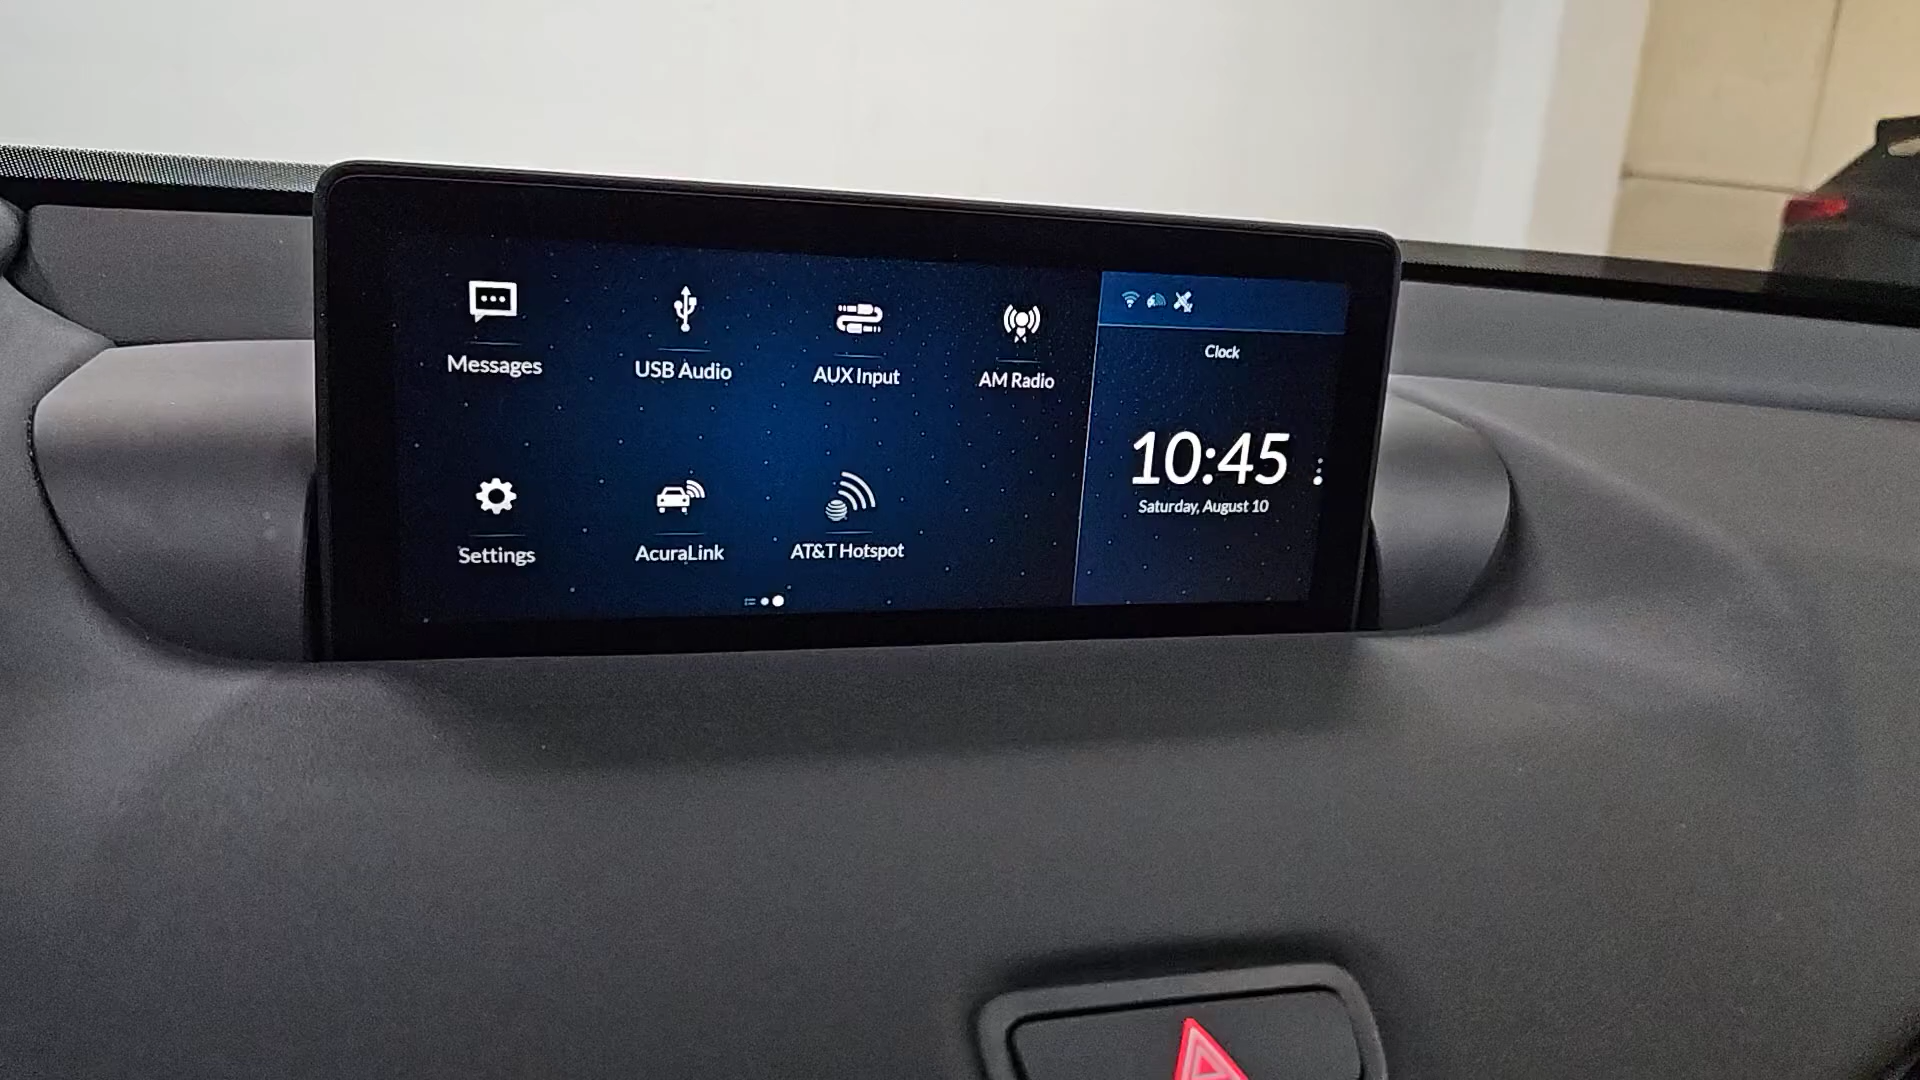 Messages
USB Audio
AUX Input
AM Radio
Settings
AcuraLink
AT&T Hotspot
Clock
10:45
Saturday, August 10